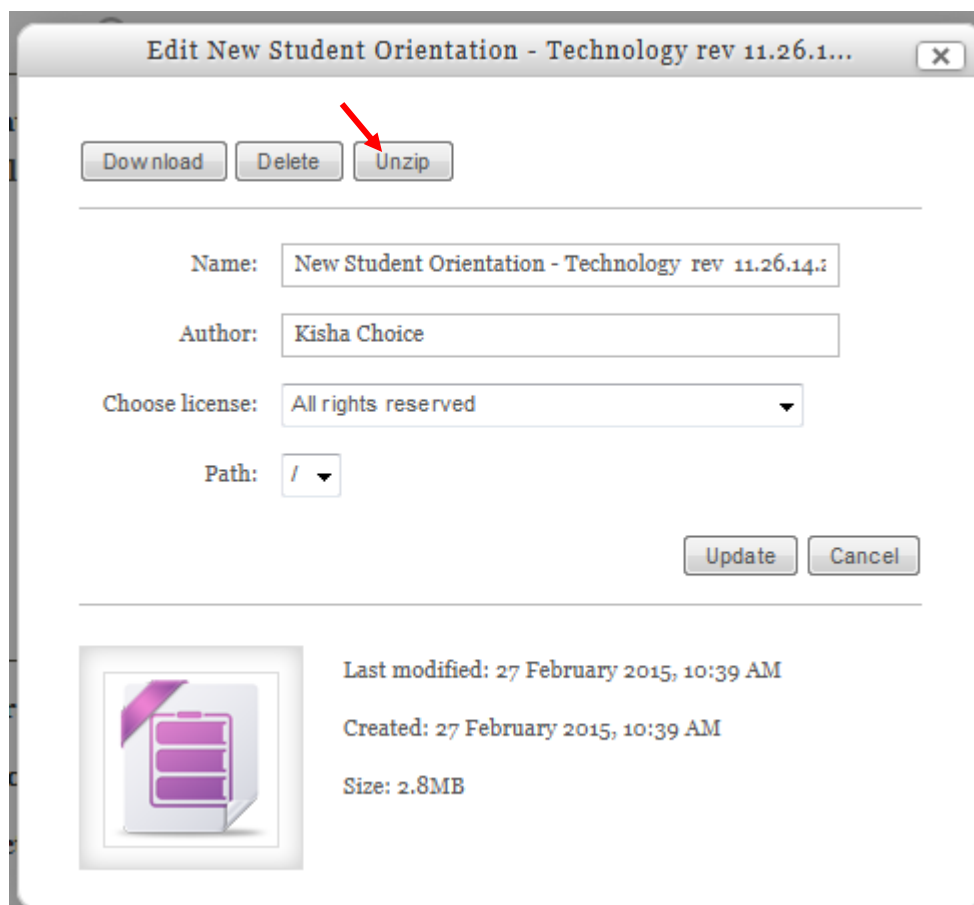 Edit New Student Orientation - Technology rev 11.26.1...
Download Delete Unzip
Name: New Student Orientation - Technology rev 11.26.14.
Author: Kisha Choice
Choose license: All rights reserved
Path: /
Update Cancel
Last modified: 27 February 2015, 10:39 AM
Created: 27 February 2015, 10:39 AM
Size: 2.8MB